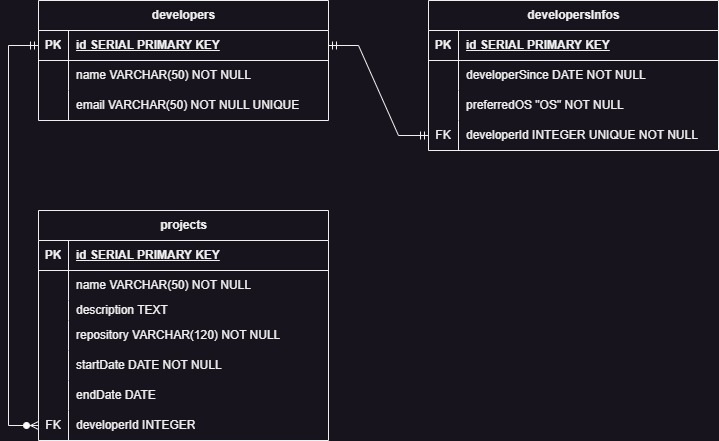 developers
PK id SERIAL PRIMARY KEY
name VARCHAR(50) NOT NULL
email VARCHAR(50) NOT NULL UNIQUE
developersInfos
PK id SERIAL PRIMARY KEY
developerSince DATE NOT NULL
preferredOS "OS" NOT NULL
FK developerId INTEGER UNIQUE NOT NULL
projects
PK id SERIAL PRIMARY KEY
name VARCHAR(50) NOT NULL
description TEXT
repository VARCHAR(120) NOT NULL
startDate DATE NOT NULL
endDate DATE
FK developerId INTEGER